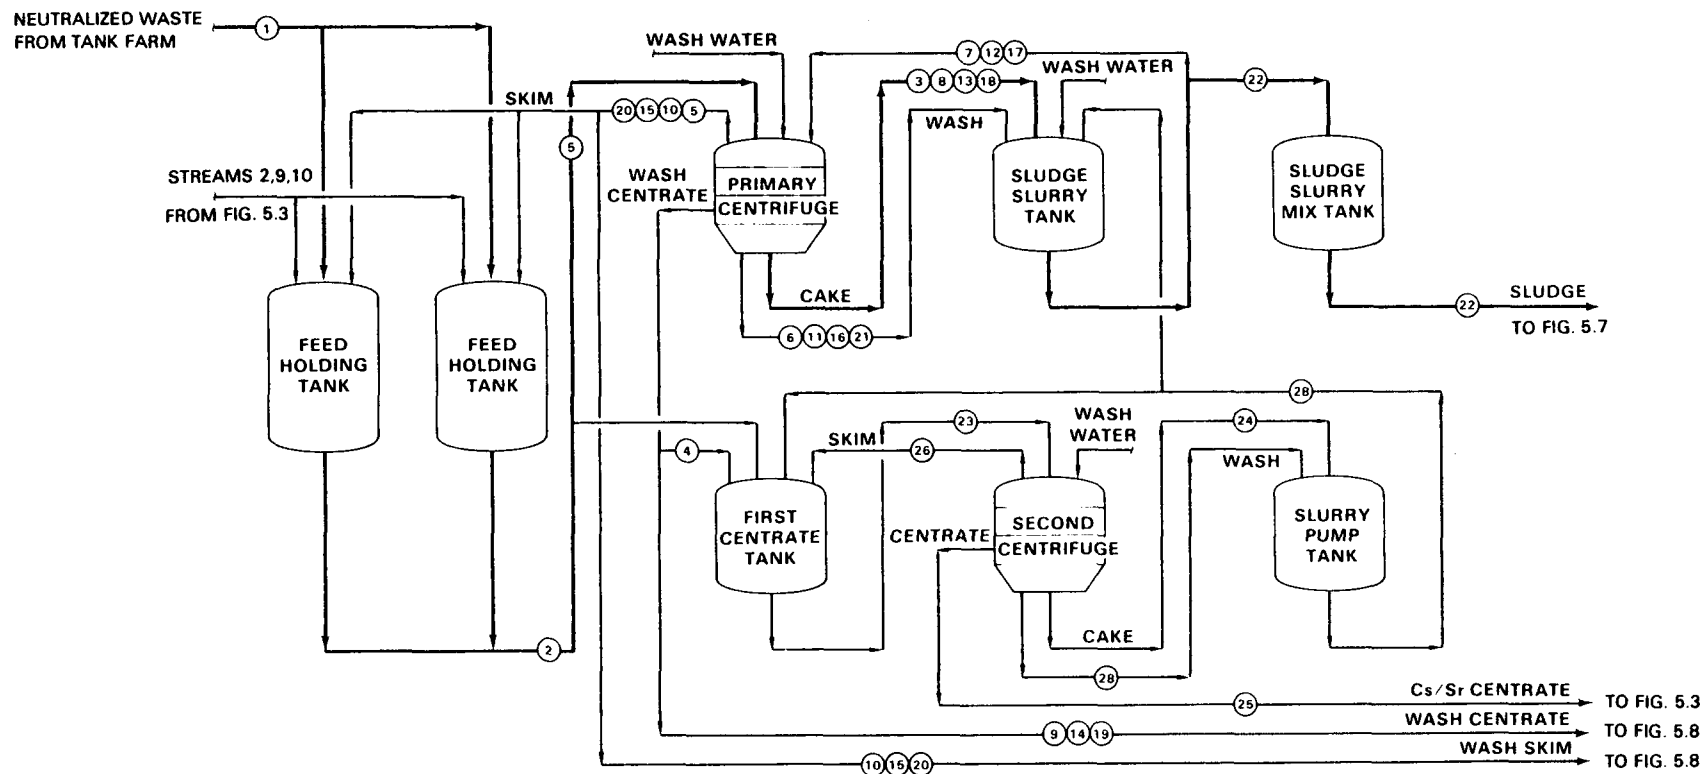 NEUTRALIZED WASTE
FROM TANK FARM
1
WASH WATER
7 12 17
WASH WATER
22
3 8 13 18
SKIM
20 15 10 5
WASH
5
STREAMS 2,9,10
FROM FIG. 5.3
WASH
CENTRATE
PRIMARY
CENTRIFUGE
SLUDGE
SLURRY
TANK
SLUDGE
SLURRY
MIX TANK
CAKE
6 11 16 21
22
SLUDGE
TO FIG. 5.7
FEED
HOLDING
TANK
FEED
HOLDING
TANK
28
23
WASH
WATER
24
4
SKIM
26
WASH
FIRST
CENTRATE
TANK
CENTRATE
SECOND
CENTRIFUGE
SLURRY
PUMP
TANK
2
CAKE
28
25
Cs/Sr CENTRATE
TO FIG. 5.3
9 14 19
WASH CENTRATE
TO FIG. 5.8
10 15 20
WASH SKIM
TO FIG. 5.8